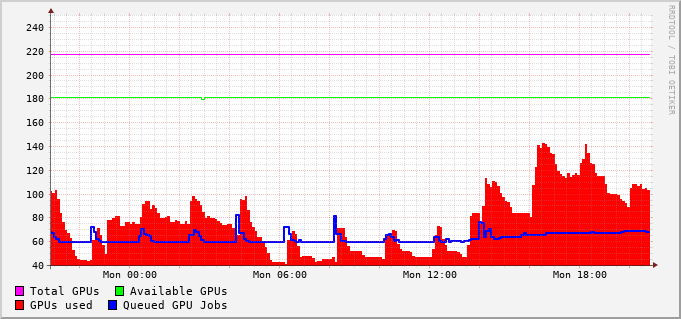 RRDTOOL / TOBI OETIKER
240
220
200
180
160
140
120
100
80
60
40
Mon 00:00 Mon 06:00 Mon 12:00 Mon 18:00
Total GPUs Available GPUs
GPUs used Queued GPU Jobs